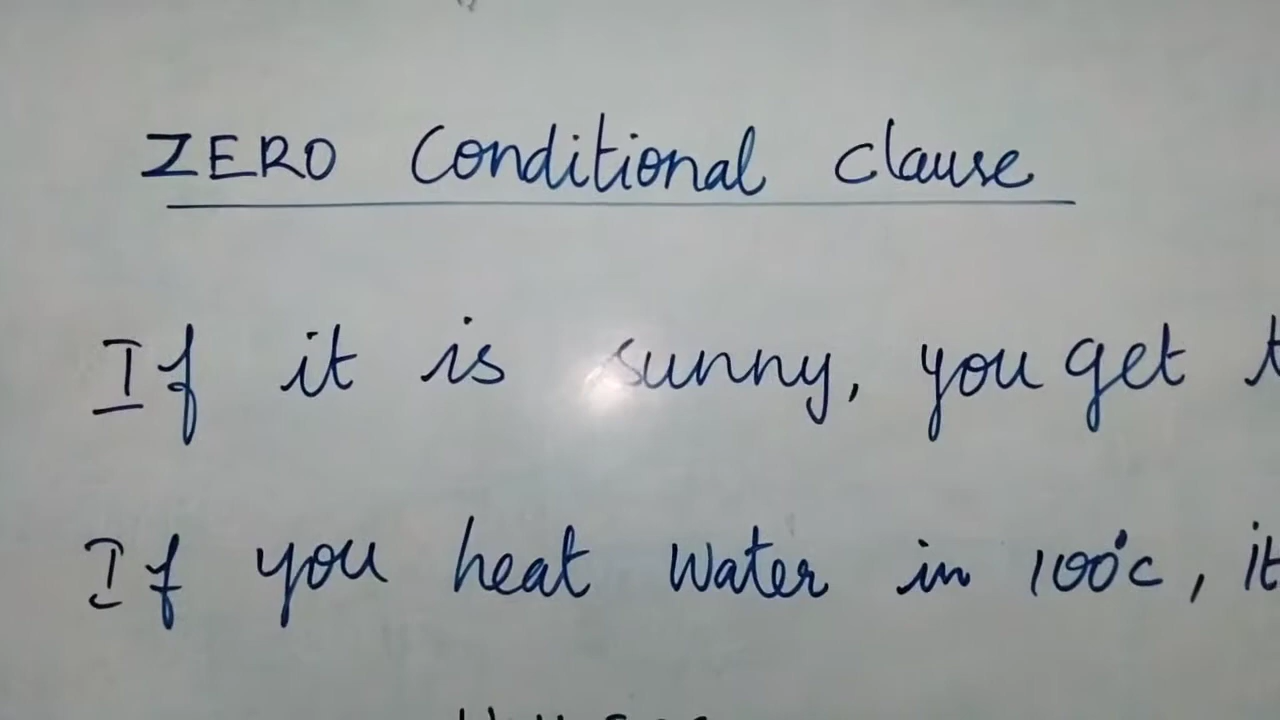 ZERO Conditional clause
If it is sunny, you get
If you heat water in 100°c, it